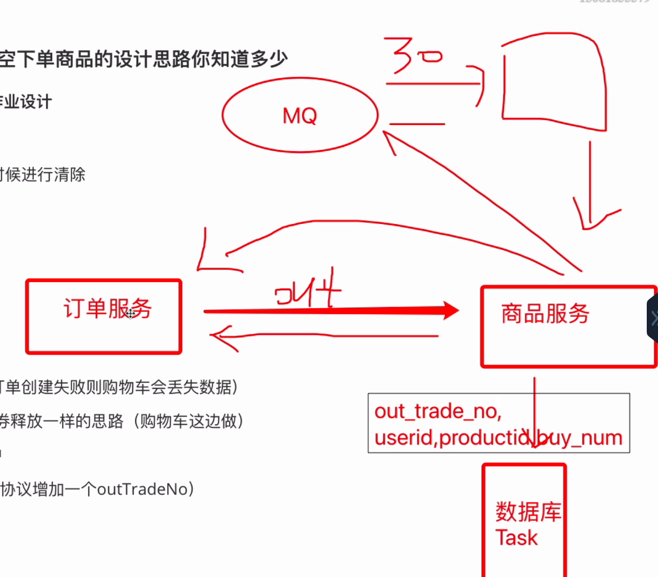 空下单商品的设计思路你知道多少
作业设计
时候进行清除
30
MQ
订单服务
商品服务
订单创建失败则购物车会丢失数据）
券释放一样的思路（购物车这边做）
协议增加一个outTradeNo）
out_trade_no,
userid,productid,buy_num
数据库
Task